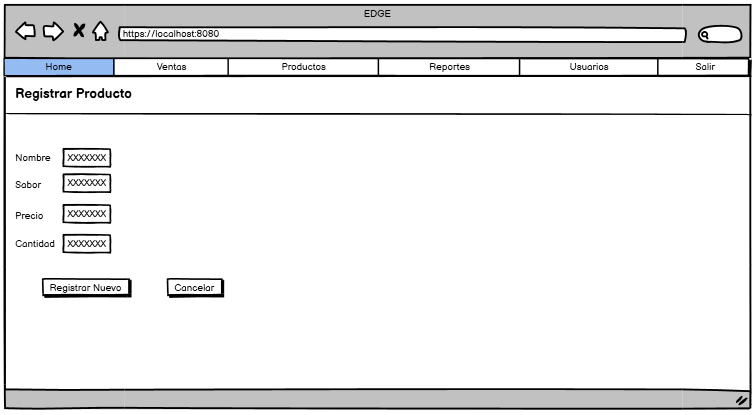 EDGE
https://localhost:8080
Home Ventas Productos Reportes Usuarios Salir
Registrar Producto
Nombre XXXXXXX
Sabor XXXXXXX
Precio XXXXXXX
Cantidad XXXXXXX
Registrar Nuevo Cancelar